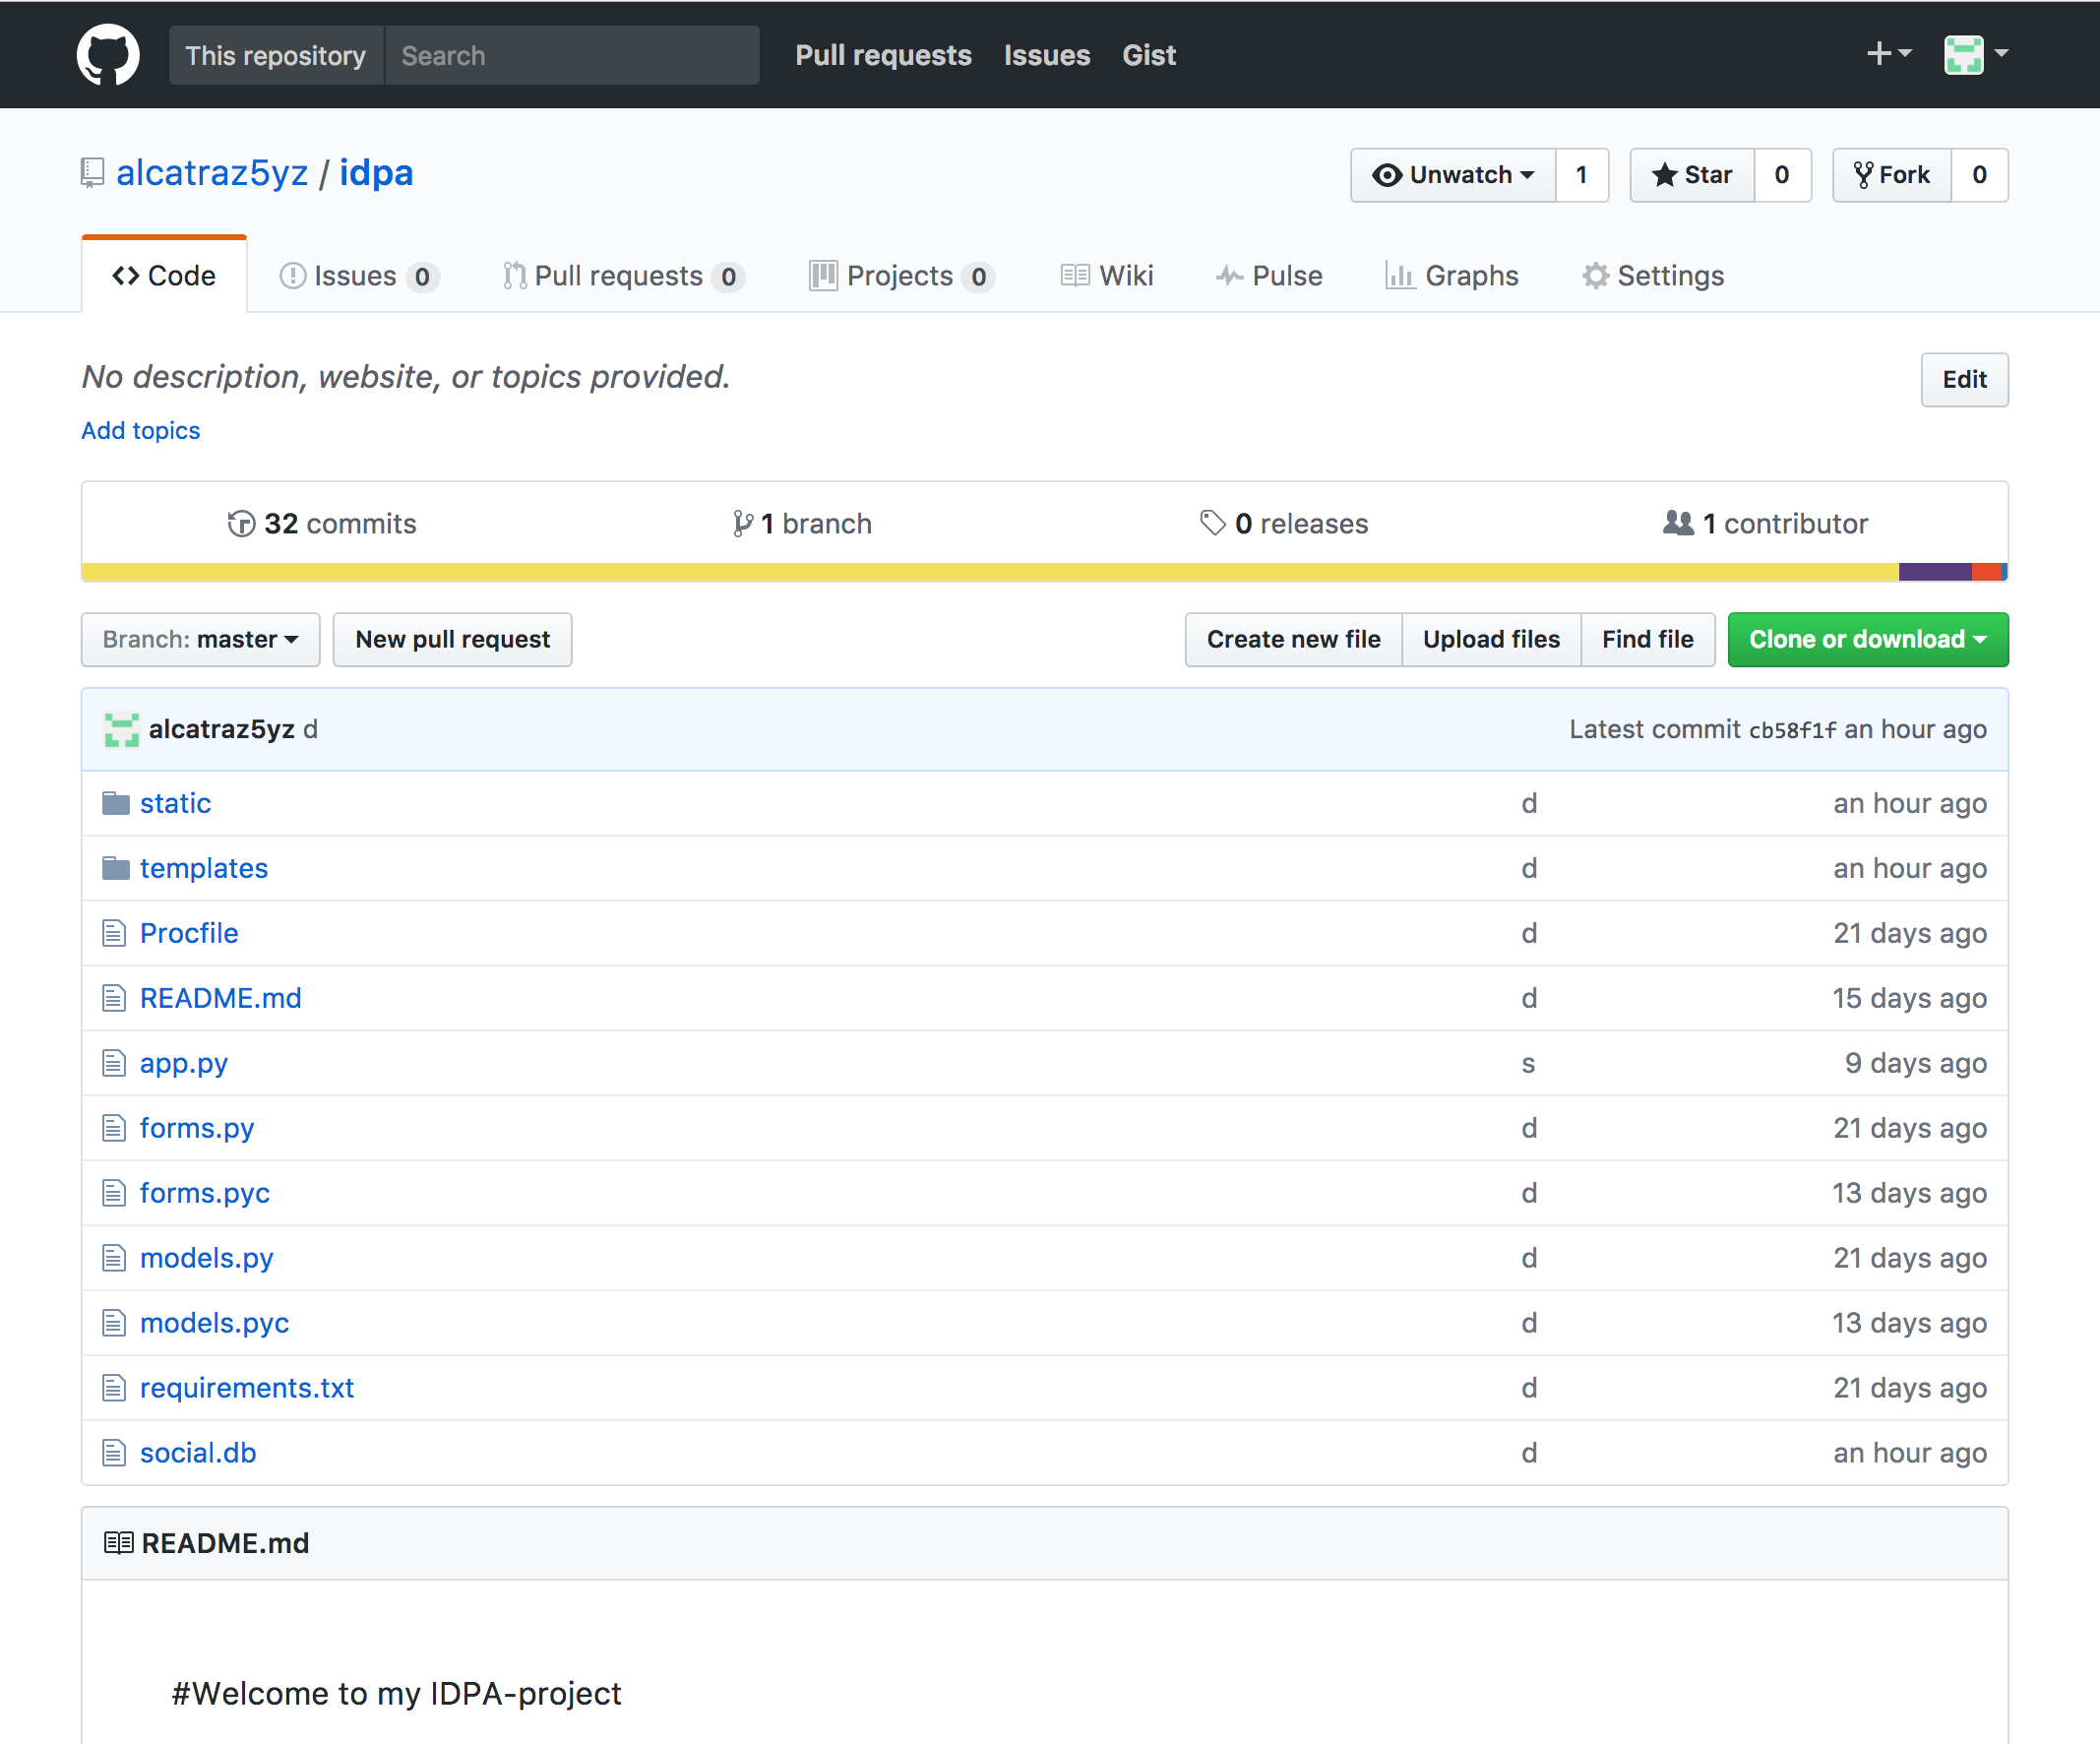 This repository Search Pull requests Issues Gist
alcatraz5yz / idpa Unwatch 1 Star 0 Fork 0
Code Issues 0 Pull requests 0 Projects 0 Wiki Pulse Graphs Settings
No description, website, or topics provided. Edit
Add topics
32 commits 1 branch 0 releases 1 contributor
Branch: master New pull request Create new file Upload files Find file Clone or download
alcatraz5yz d Latest commit cb58f1f an hour ago
static d an hour ago
templates d an hour ago
Procfile d 21 days ago
README.md d 15 days ago
app.py s 9 days ago
forms.py d 21 days ago
forms.pyc d 13 days ago
models.py d 21 days ago
models.pyc d 13 days ago
requirements.txt d 21 days ago
social.db d an hour ago
README.md
#Welcome to my IDPA-project